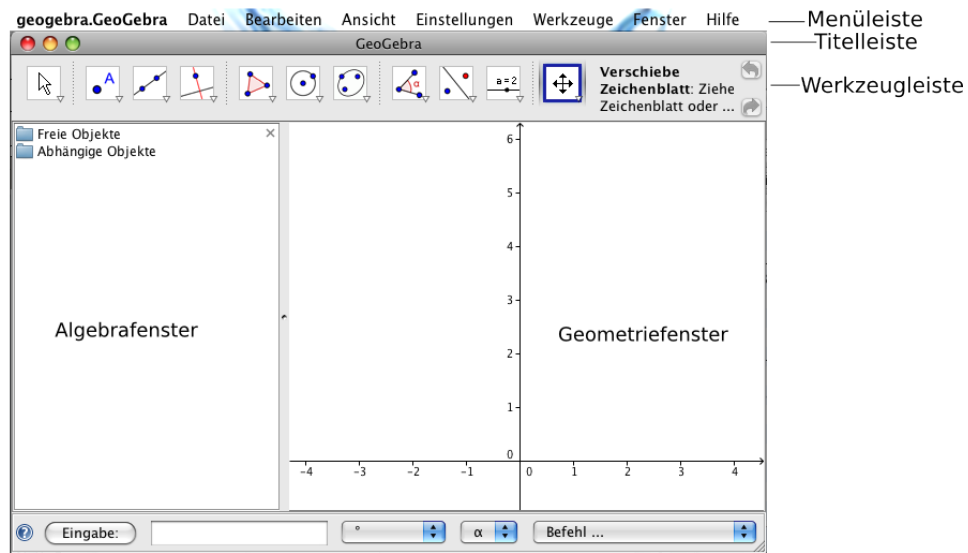 geogebra.GeoGebra Datei Bearbeiten Ansicht Einstellungen Werkzeuge Fenster Hilfe Menüleiste
GeoGebra Titelleiste
A α a = 2
Verschiebe
Zeichenblatt: Ziehe
Zeichenblatt oder ...
Werkzeugleiste
Freie Objekte
Abhängige Objekte
Algebrafenster
6
5
4
3
2
1
0
-4 -3 -2 -1 0 1 2 3 4
Geometriefenster
Eingabe: ° α Befehl ...